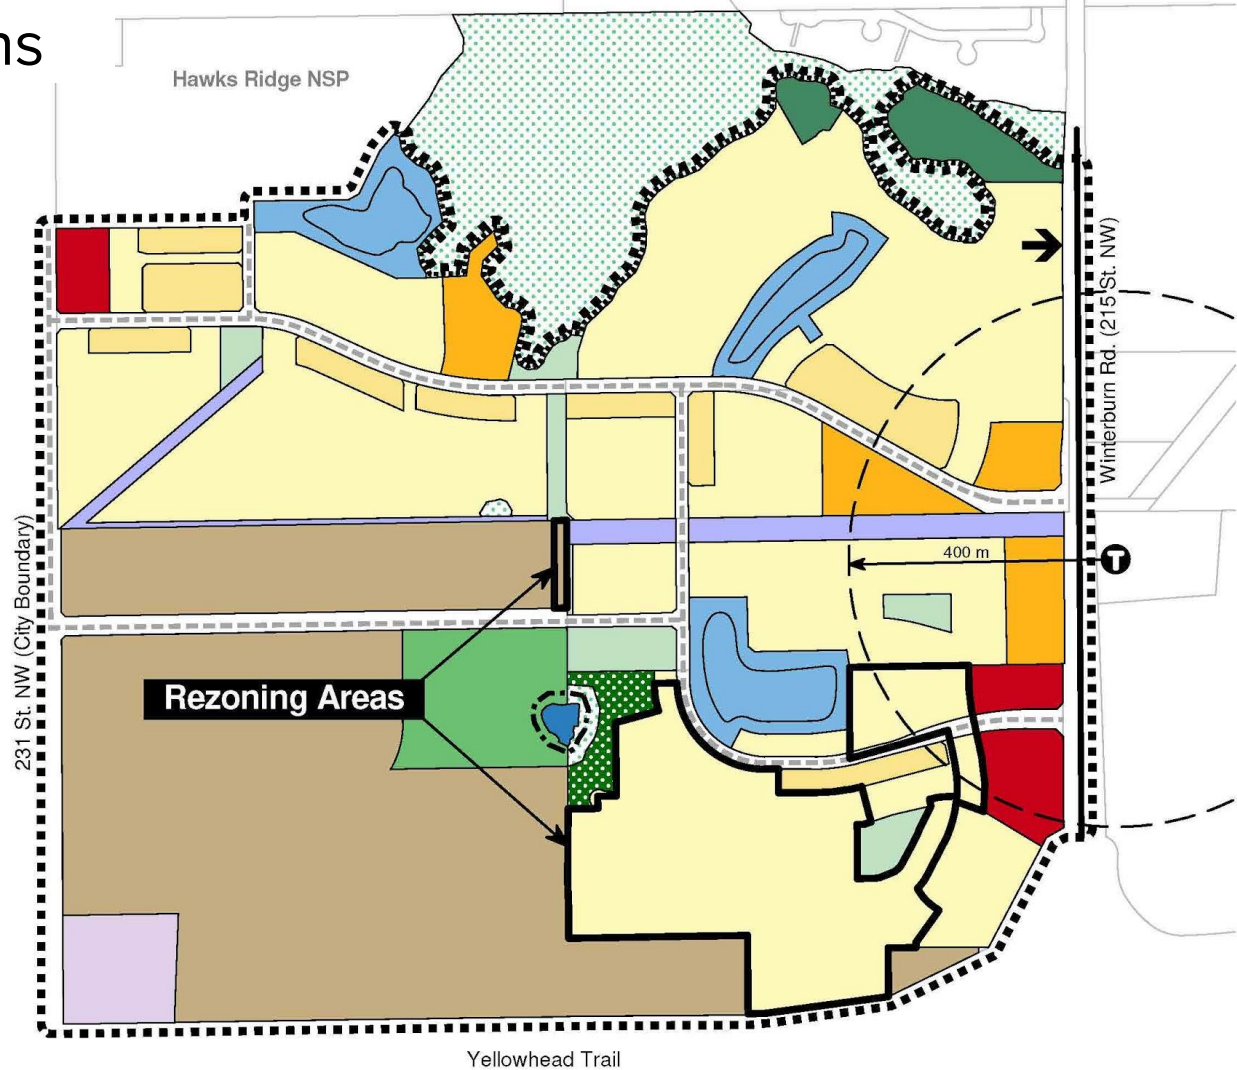 ns
Hawks Ridge NSP
Winterburn Rd. (215 St. NW)
400 m
T
231 St. NW (City Boundary)
Rezoning Areas
Yellowhead Trail